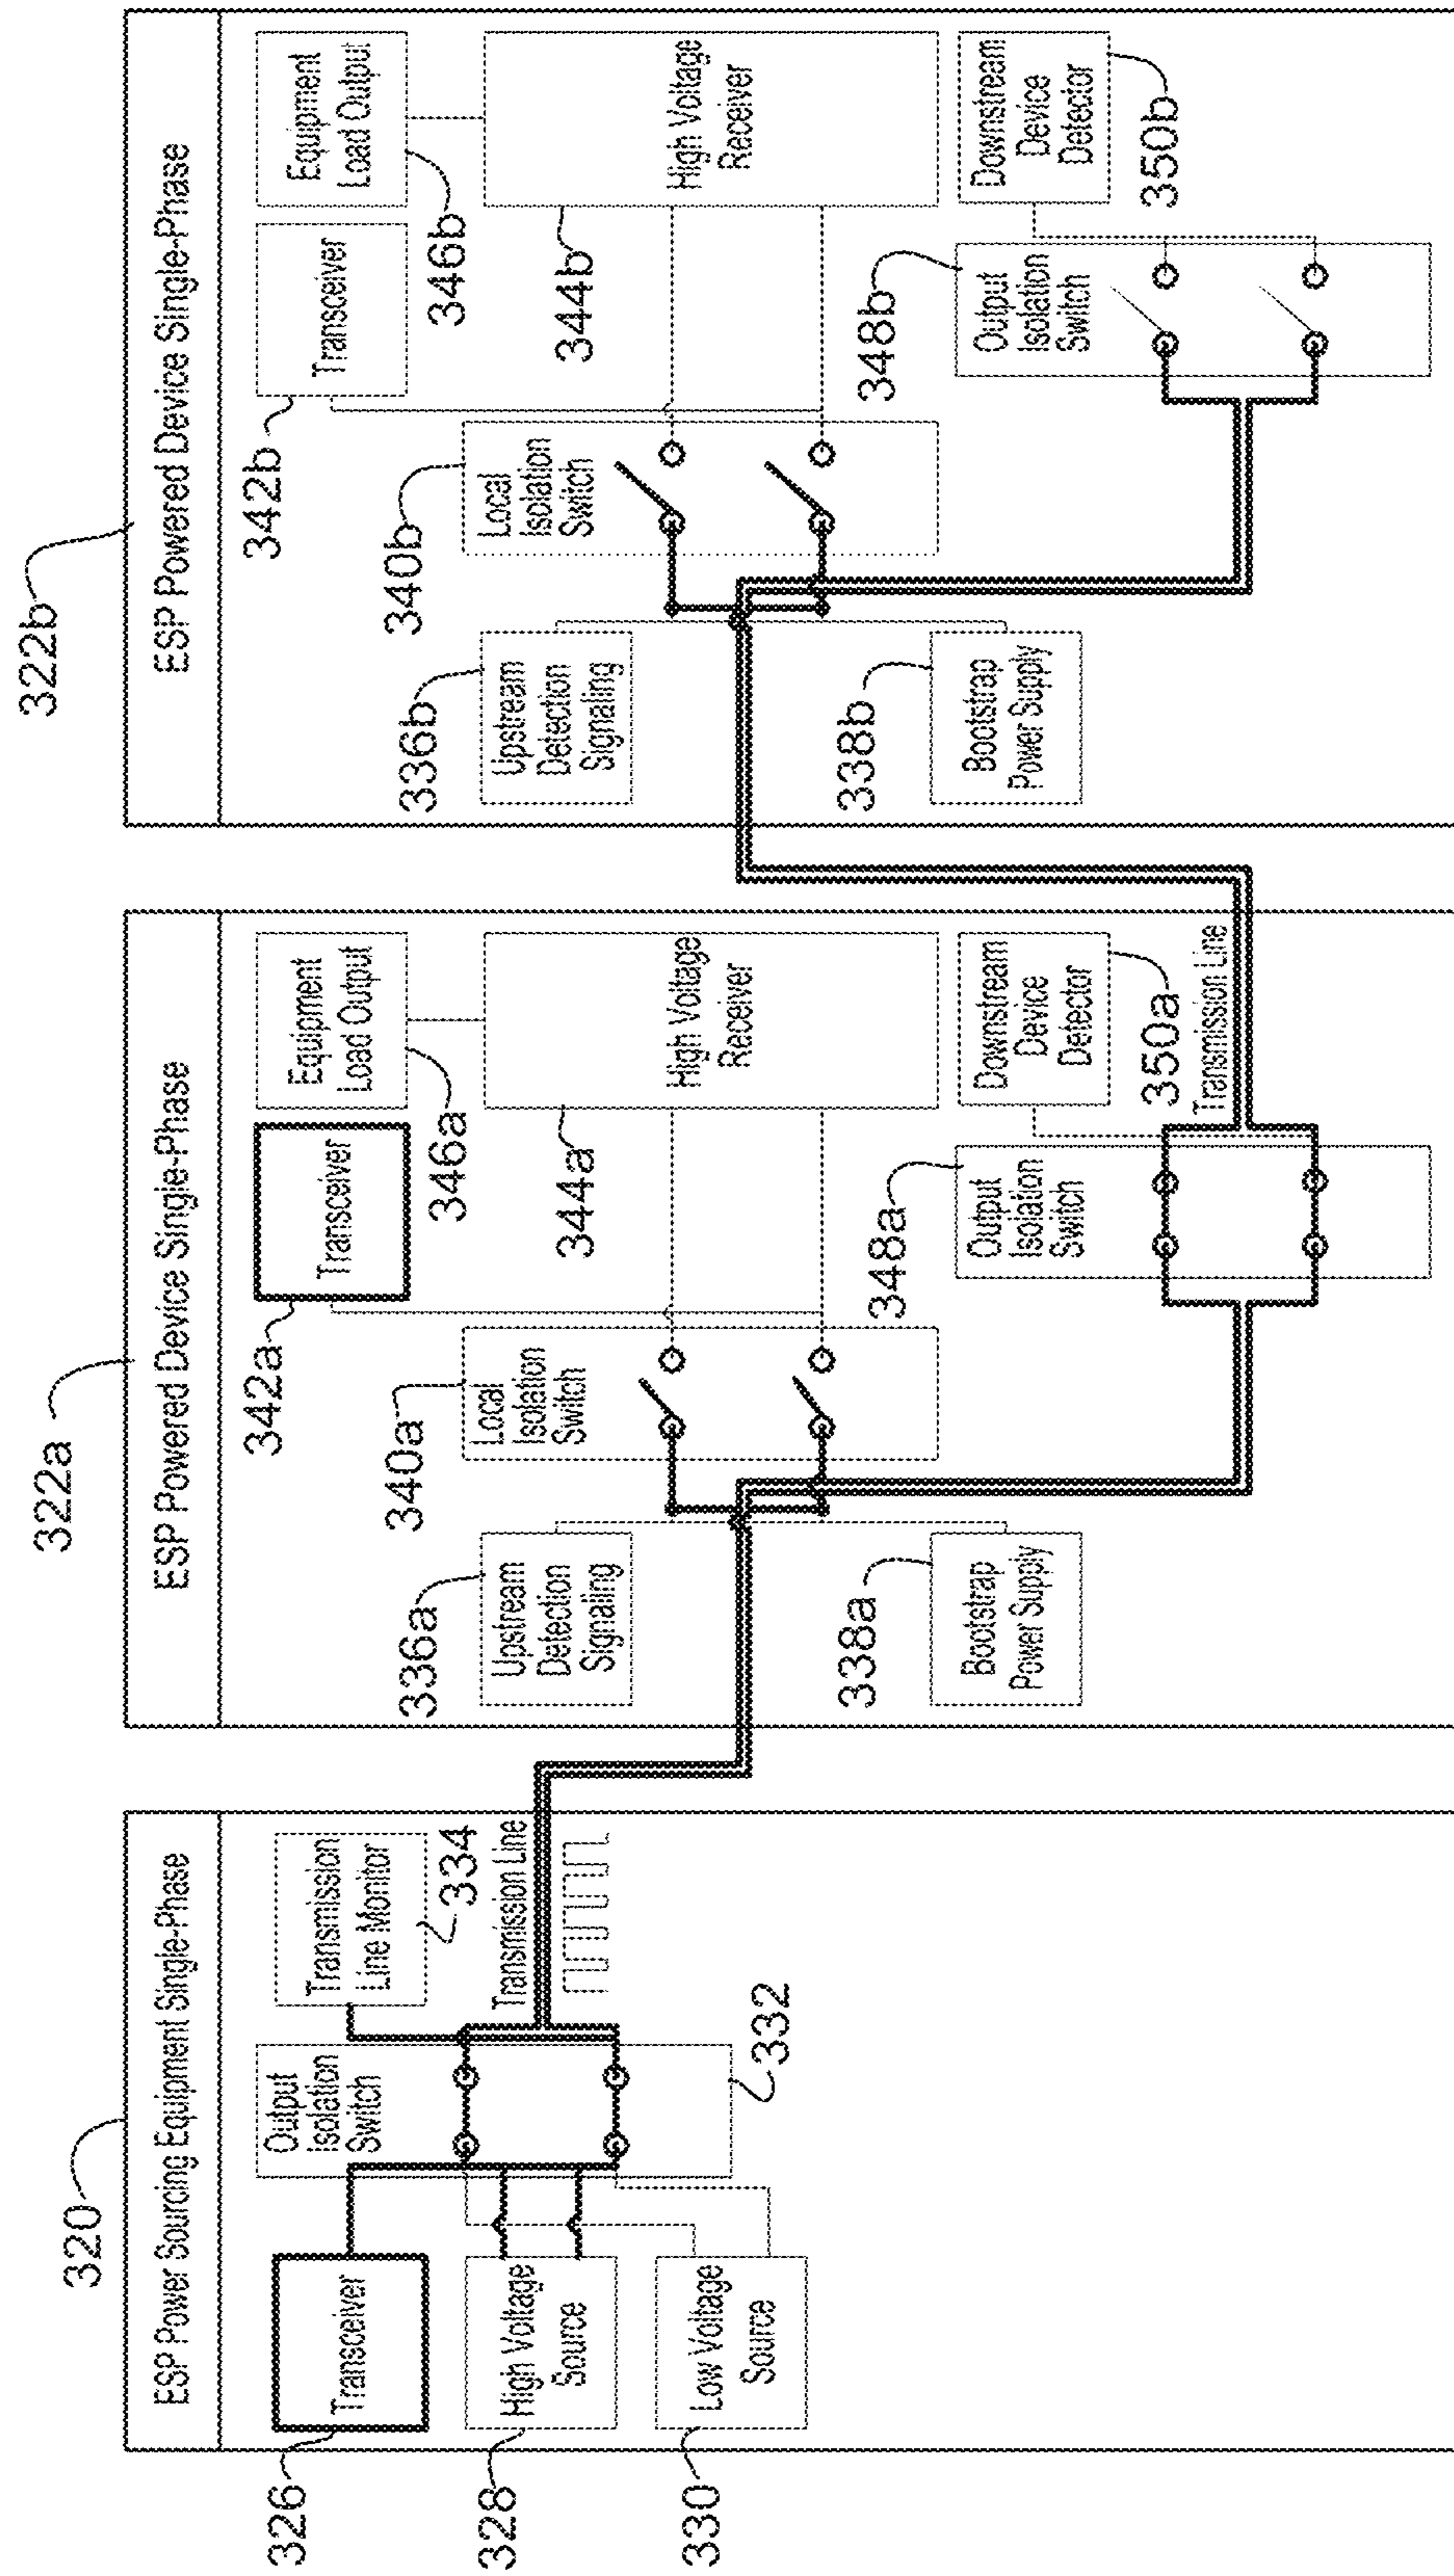 320
ESP Power Sourcing Equipment Single-Phase
326
Transceiver
328
High Voltage
Source
330
Low Voltage
Source
Output
Isolation
Switch
332
Transmission
Line Monitor
334
Transmission Line
322a
ESP Powered Device Single-Phase
336a
Upstream
Detection
Signaling
338a
Bootstrap
Power Supply
340a
Local
Isolation
Switch
342a
Transceiver
344a
High Voltage
Receiver
346a
Equipment
Load Output
348a
Output
Isolation
Switch
350a
Downstream
Device
Detector
Transmission Line
322b
ESP Powered Device Single-Phase
336b
Upstream
Detection
Signaling
338b
Bootstrap
Power Supply
340b
Local
Isolation
Switch
342b
Transceiver
344b
High Voltage
Receiver
346b
Equipment
Load Output
348b
Output
Isolation
Switch
350b
Downstream
Device
Detector